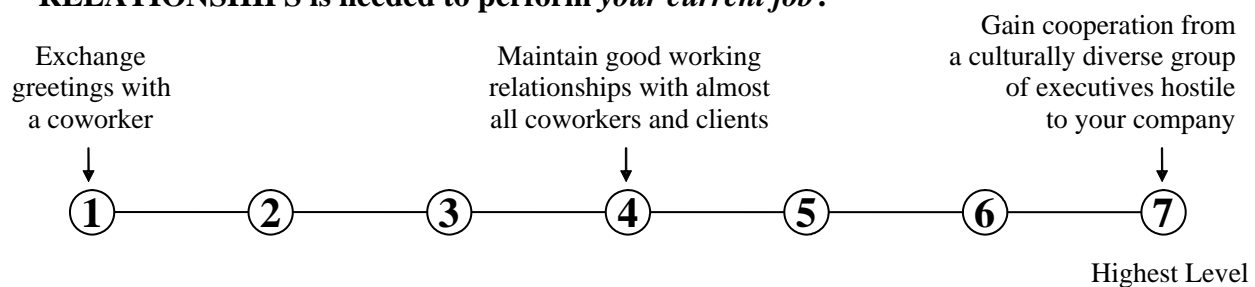 RELATIONSHIPS is needed to perform your current job?
Exchange
greetings with
a coworker
Maintain good working
relationships with almost
all coworkers and clients
Gain cooperation from
a culturally diverse group
of executives hostile
to your company
1 2 3 4 5 6 7
Highest Level